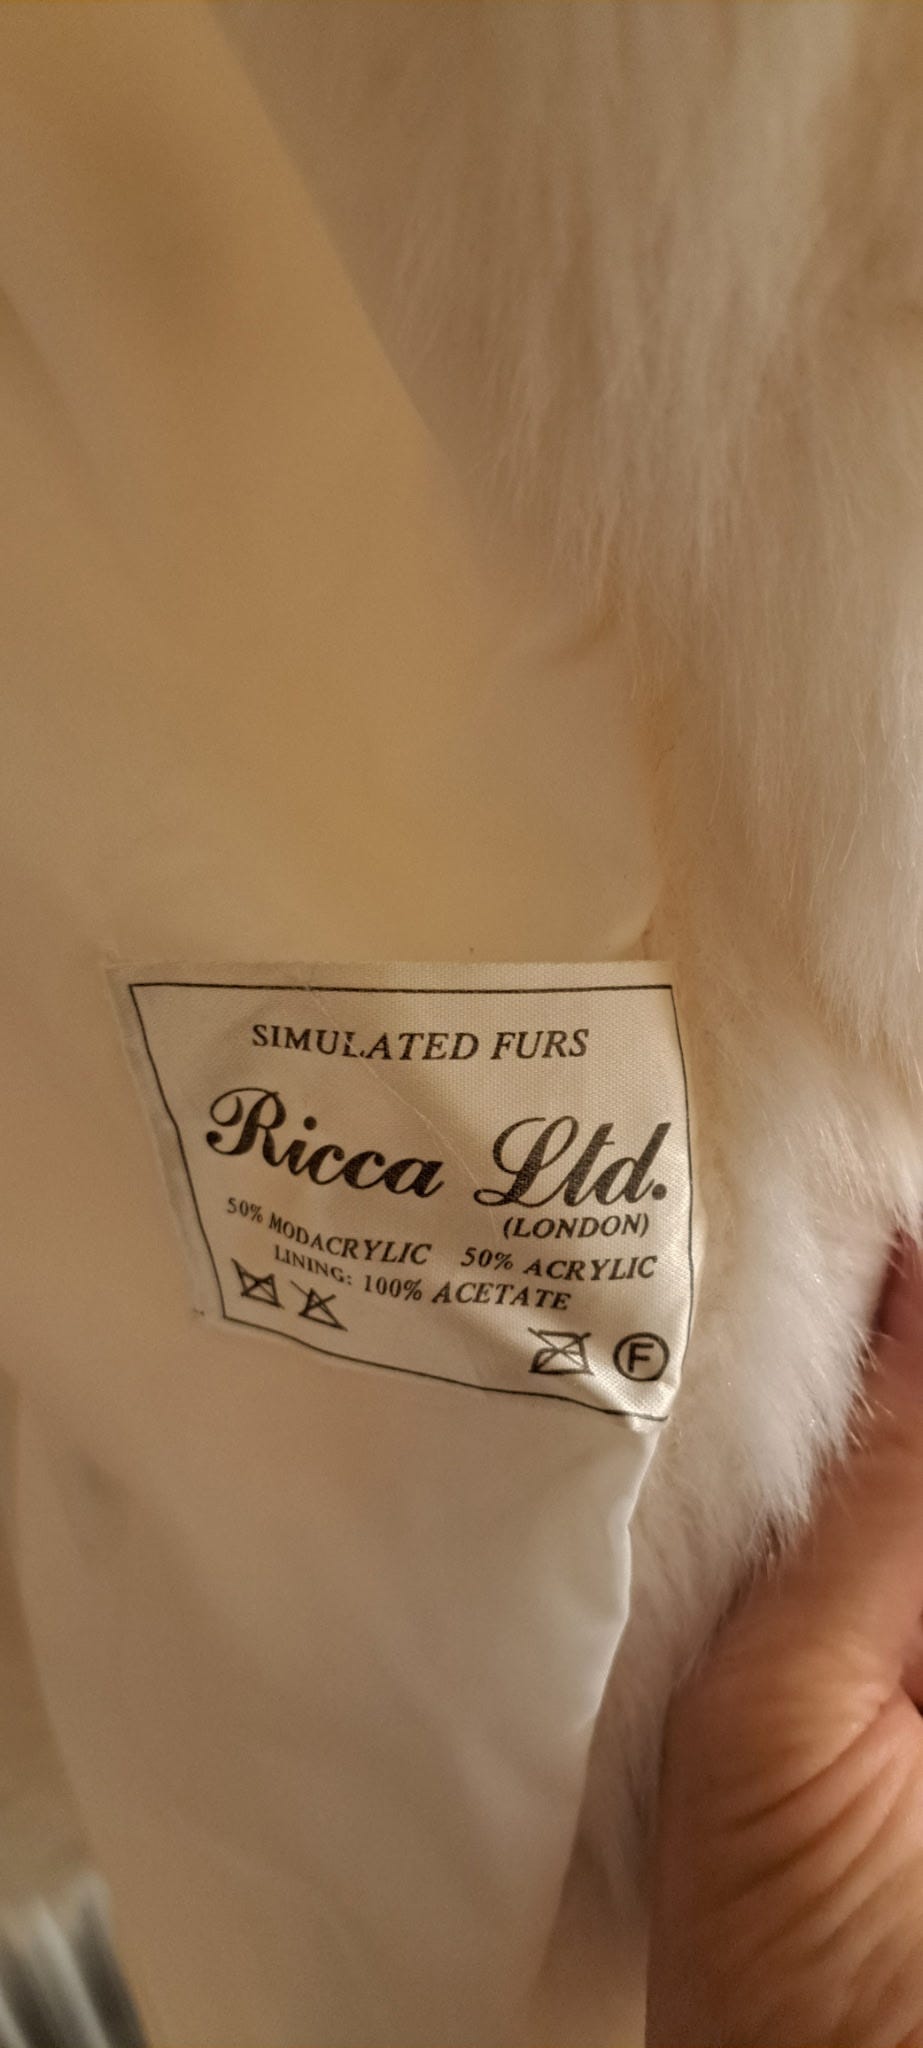 SIMULATED FURS
Ricca Ltd.
(LONDON)
50% MODACRYLIC 50% ACRYLIC
LINING: 100% ACETATE
F